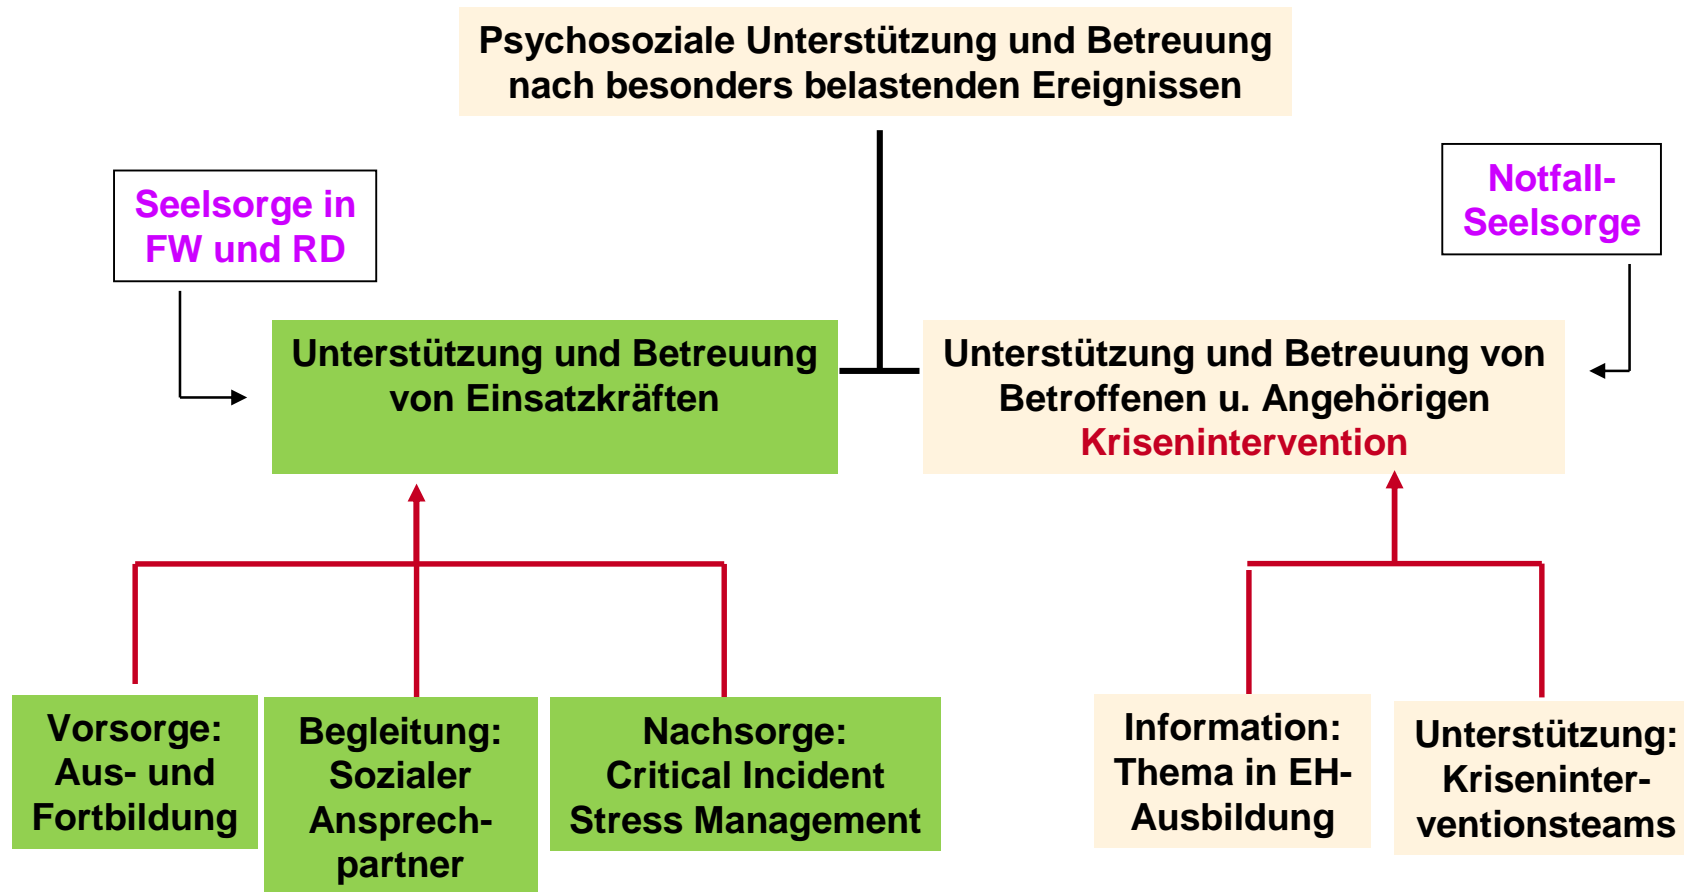 Psychosoziale Unterstützung und Betreuung
nach besonders belastenden Ereignissen
Seelsorge in
FW und RD
Notfall-
Seelsorge
Unterstützung und Betreuung
von Einsatzkräften
Unterstützung und Betreuung von
Betroffenen u. Angehörigen
Krisenintervention
Vorsorge:
Aus- und
Fortbildung
Begleitung:
Sozialer
Ansprech-
partner
Nachsorge:
Critical Incident
Stress Management
Information:
Thema in EH-
Ausbildung
Unterstützung:
Kriseninter-
ventionsteams